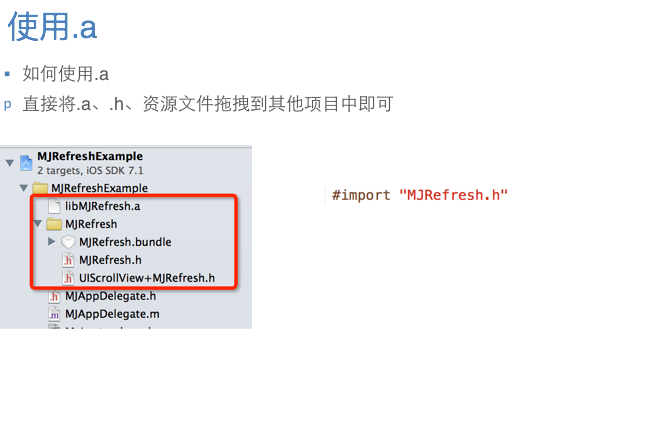 使用.a
▪ 如何使用.a
p 直接将.a、.h、资源文件拖拽到其他项目中即可
MJRefreshExample
2 targets, iOS SDK 7.1
MJRefreshExample
libMJRefresh.a
MJRefresh
MJRefresh.bundle
MJRefresh.h
UIScrollView+MJRefresh.h
MJAppDelegate.h
MJAppDelegate.m
#import "MJRefresh.h"